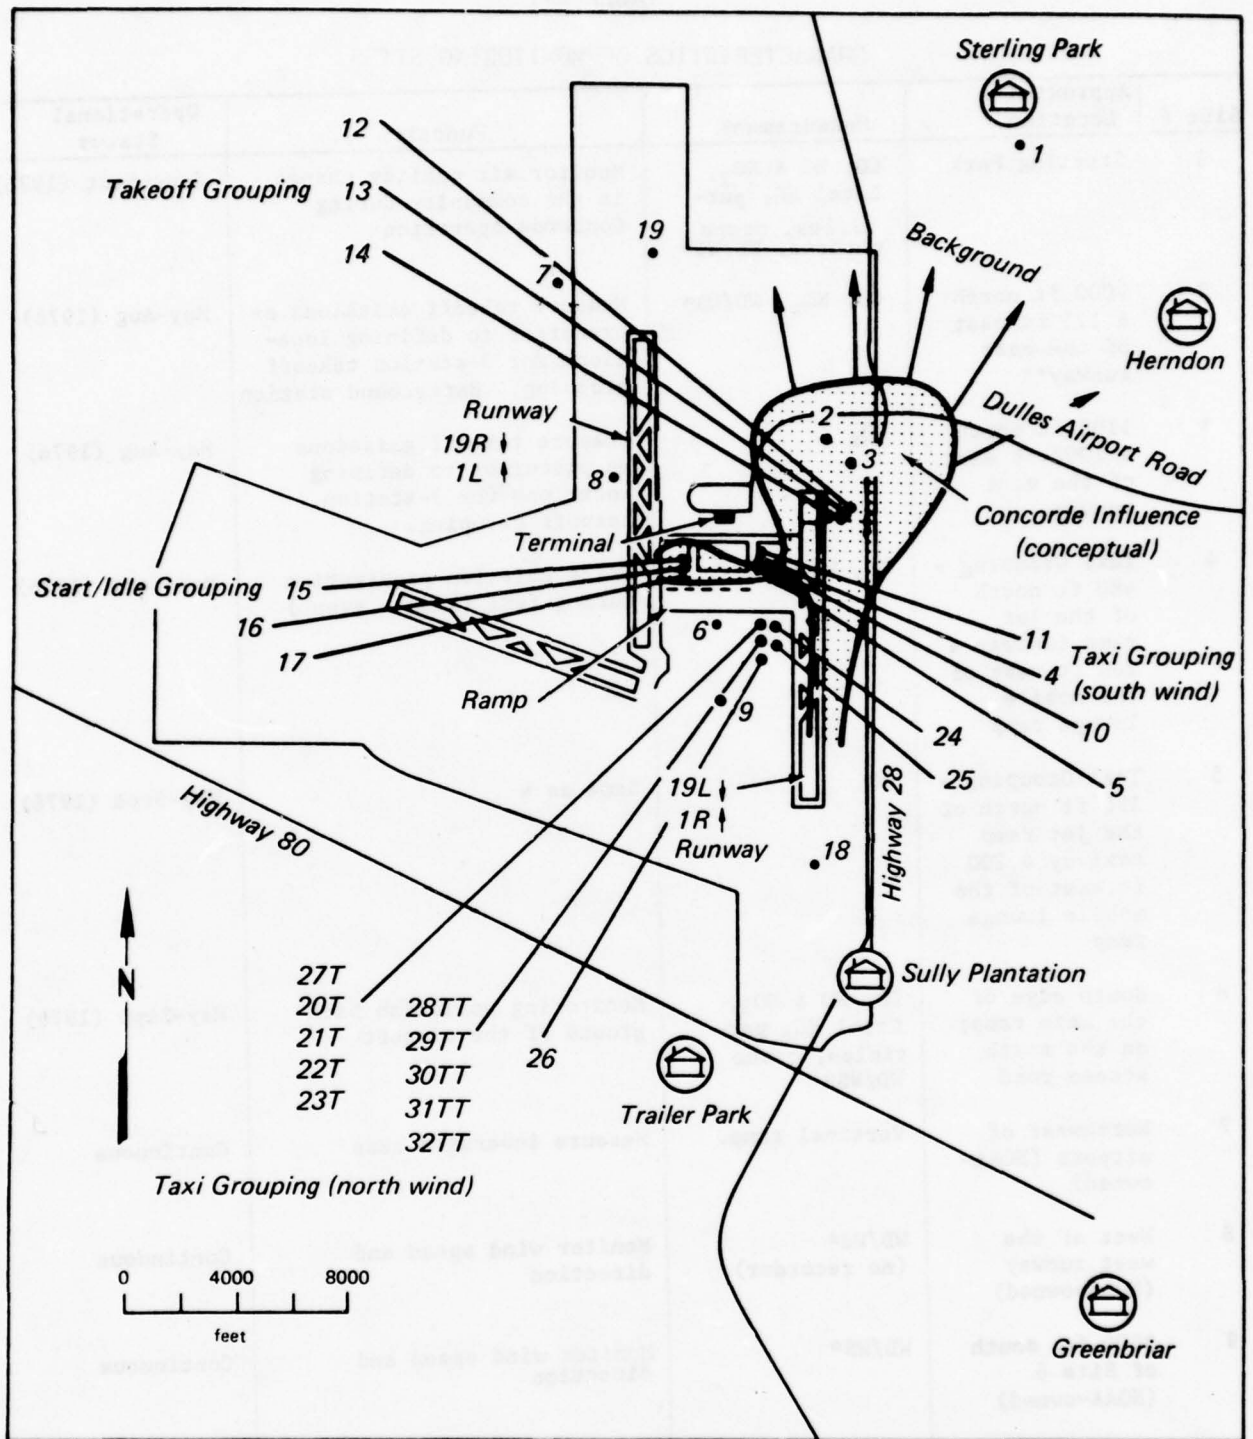 Sterling Park
1
12
Takeoff Grouping
13
19
Background
14
7
Herndon
Runway
19R
1L
2
Dulles Airport Road
8
3
Terminal
Concorde Influence
(conceptual)
Start/Idle Grouping
15
16
17
6
11
Taxi Grouping
(south wind)
4
Ramp
9
24
10
25
5
Highway 80
19L
1R
Runway
18
Highway 28
N
27T
20T
21T
22T
23T
28TT
29TT
30TT
31TT
32TT
26
Sully Plantation
Trailer Park
Taxi Grouping (north wind)
0 4000 8000
feet
Greenbriar